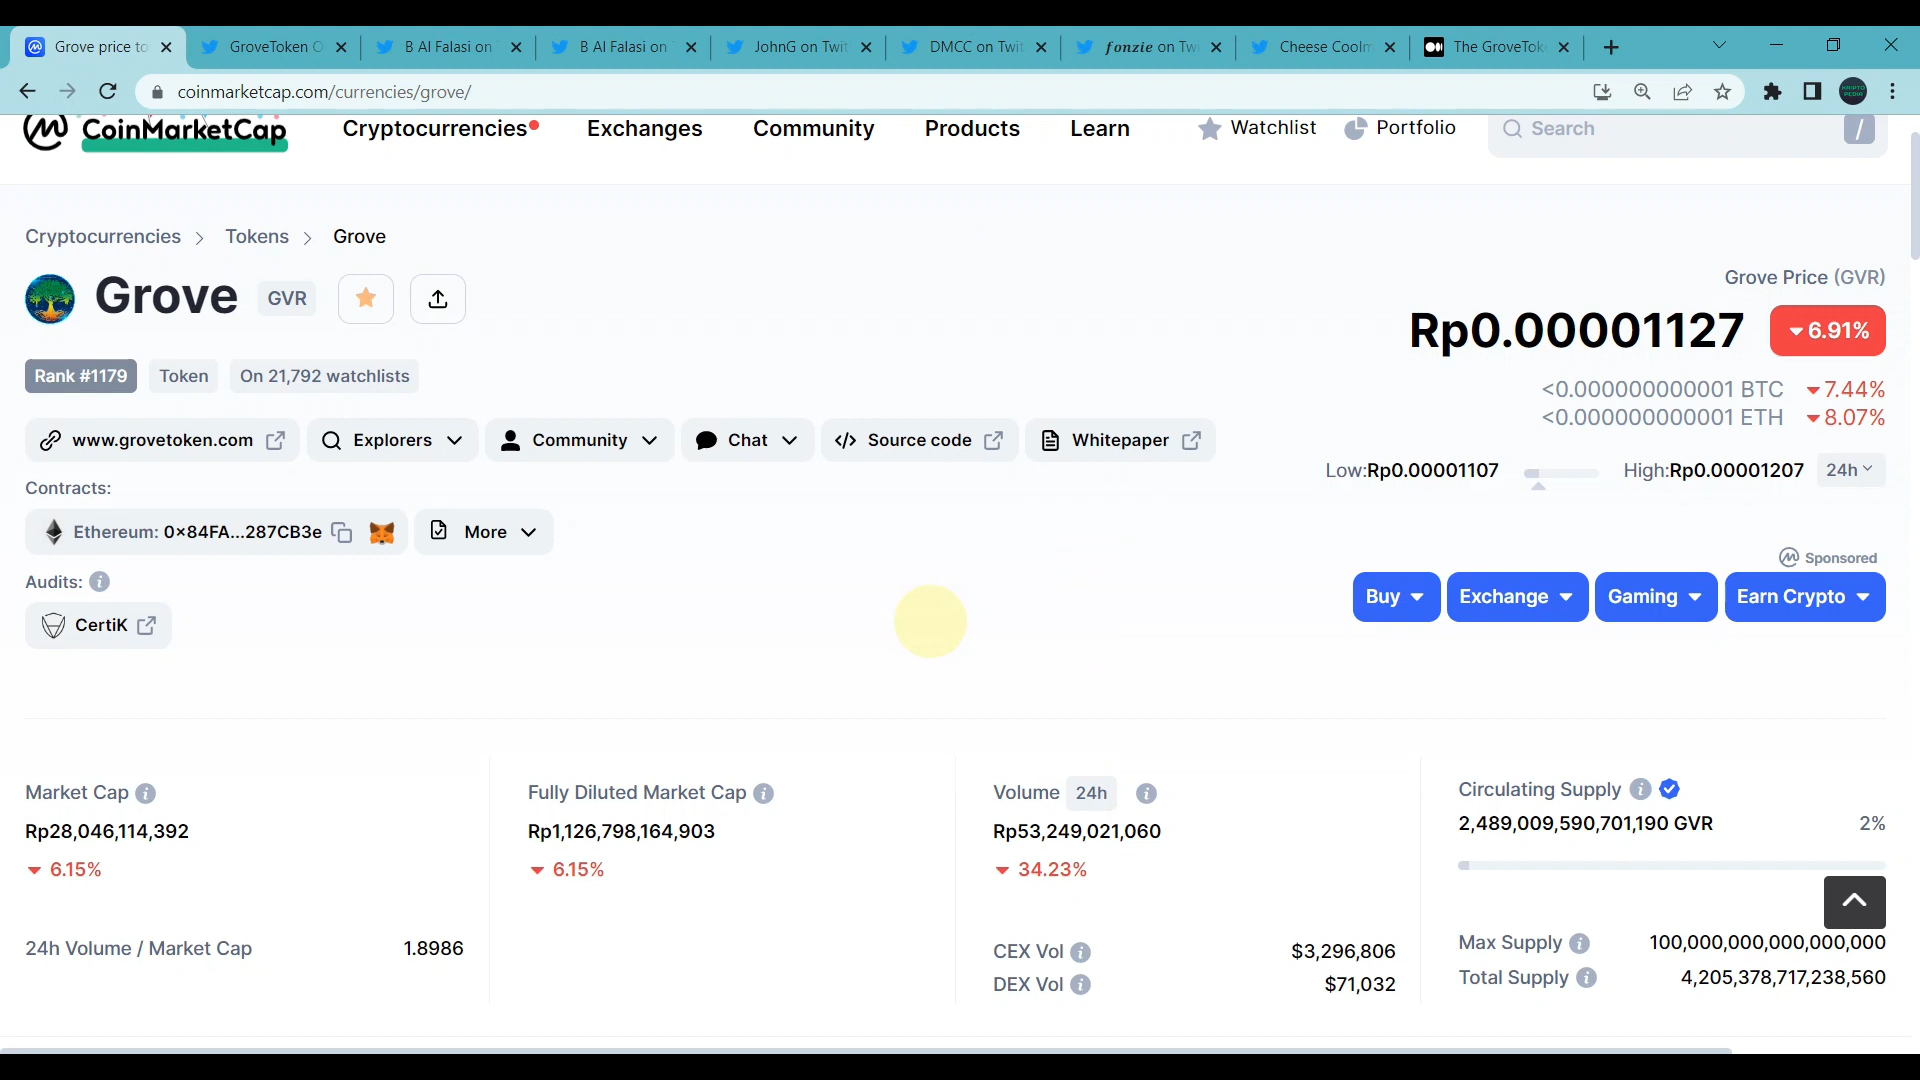 Grove price to
GroveToken O
B Al Falasi on
B Al Falasi on
JohnG on Twit
DMCC on Twit
fonzie on Tw
Cheese Coolm
The GroveTok
coinmarketcap.com/currencies/grove/
CoinMarketCap
Cryptocurrencies Exchanges Community Products Learn
Watchlist Portfolio
Search /
Cryptocurrencies > Tokens > Grove
Grove GVR
Rank #1179 Token On 21,792 watchlists
www.grovetoken.com Explorers Community Chat Source code Whitepaper
Contracts:
Ethereum: 0×84FA...287CB3e More
Audits:
CertiK
Grove Price (GVR)
Rp0.00001127 6.91%
<0.000000000001 BTC 7.44%
<0.000000000001 ETH 8.07%
Low:Rp0.00001107 High:Rp0.00001207 24h
Sponsored
Buy Exchange Gaming Earn Crypto
Market Cap
Rp28,046,114,392
6.15%
24h Volume / Market Cap 1.8986
Fully Diluted Market Cap
Rp1,126,798,164,903
6.15%
Volume 24h
Rp53,249,021,060
34.23%
CEX Vol $3,296,806
DEX Vol $71,032
Circulating Supply
2,489,009,590,701,190 GVR 2%
Max Supply 100,000,000,000,000,000
Total Supply 4,205,378,717,238,560